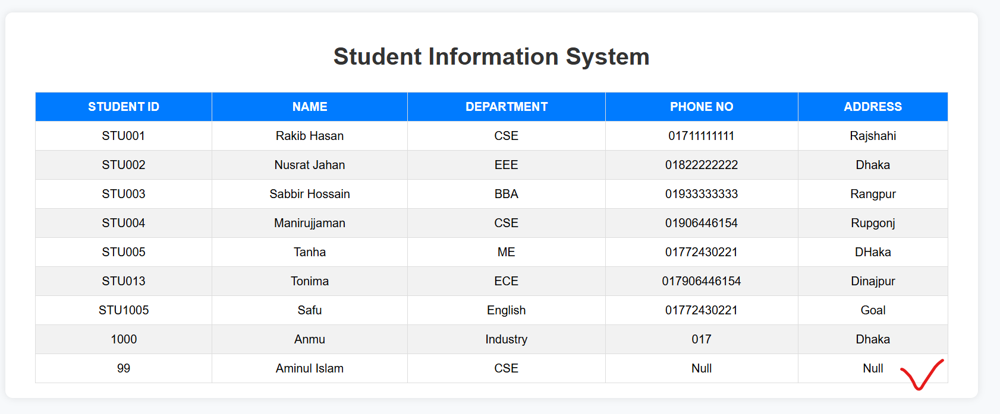 Student Information System
STUDENT ID NAME DEPARTMENT PHONE NO ADDRESS
STU001 Rakib Hasan CSE 01711111111 Rajshahi
STU002 Nusrat Jahan EEE 01822222222 Dhaka
STU003 Sabbir Hossain BBA 01933333333 Rangpur
STU004 Manirujjaman CSE 01906446154 Rupgonj
STU005 Tanha ME 01772430221 DHaka
STU013 Tonima ECE 017906446154 Dinajpur
STU1005 Safu English 01772430221 Goal
1000 Anmu Industry 017 Dhaka
99 Aminul Islam CSE Null Null